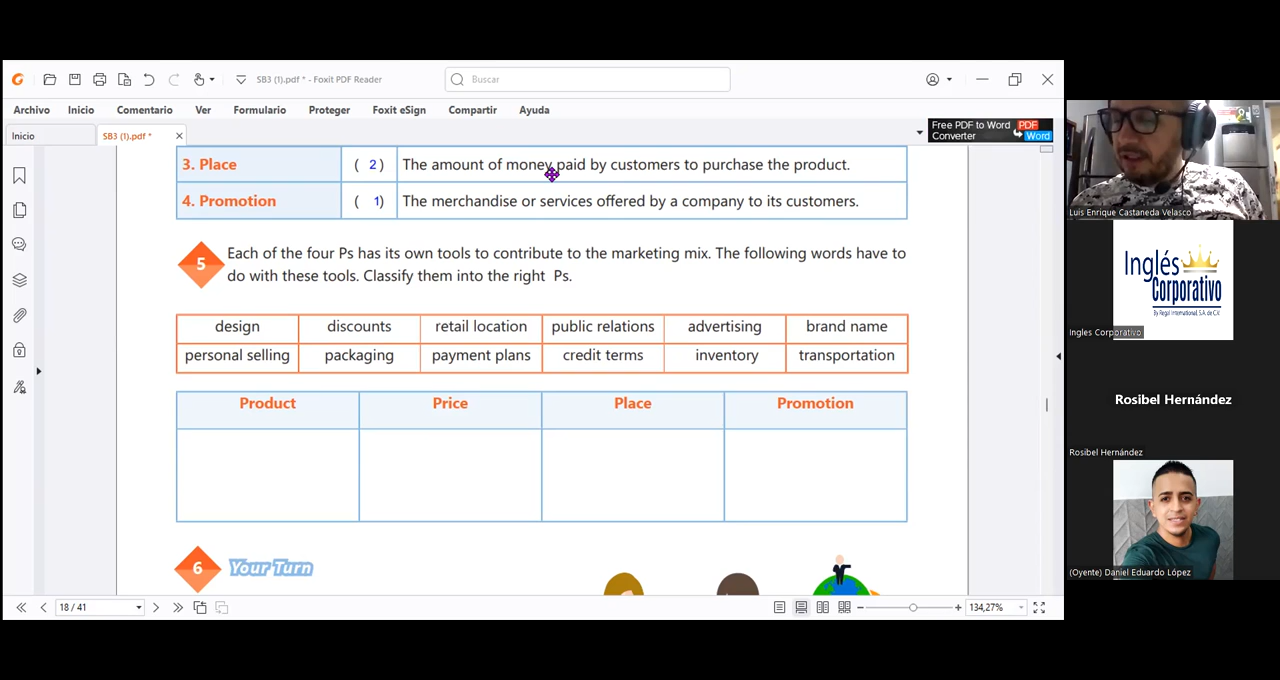 SB3 (1).pdf * - Foxit PDF Reader
Buscar
Archivo Inicio Comentario Ver Formulario Proteger Foxit eSign Compartir Ayuda
Inicio SB3 (1).pdf *
Free PDF to Word Converter PDF Word
3. Place ( 2 ) The amount of money paid by customers to purchase the product.
4. Promotion ( 1) The merchandise or services offered by a company to its customers.
5 Each of the four Ps has its own tools to contribute to the marketing mix. The following words have to
do with these tools. Classify them into the right Ps.
design discounts retail location public relations advertising brand name
personal selling packaging payment plans credit terms inventory transportation
Product Price Place Promotion
6 Your Turn
18 / 41
134,27%
Luis Enrique Castaneda Velasco
Inglés
Corporativo
By Regal International, S.A. de C.V.
Ingles Corporativo
Rosibel Hernández
Rosibel Hernández
(Oyente) Daniel Eduardo López